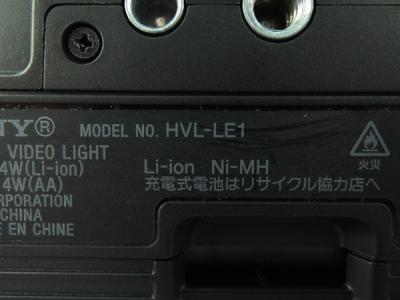 NY® MODEL NO. HVL-LE1
VIDEO LIGHT
4W(Li-ion) Li-ion Ni-MH
4W(AA) 充電式電池はリサイクル協力店へ
RPORATION
CHINA
E EN CHINE
火災